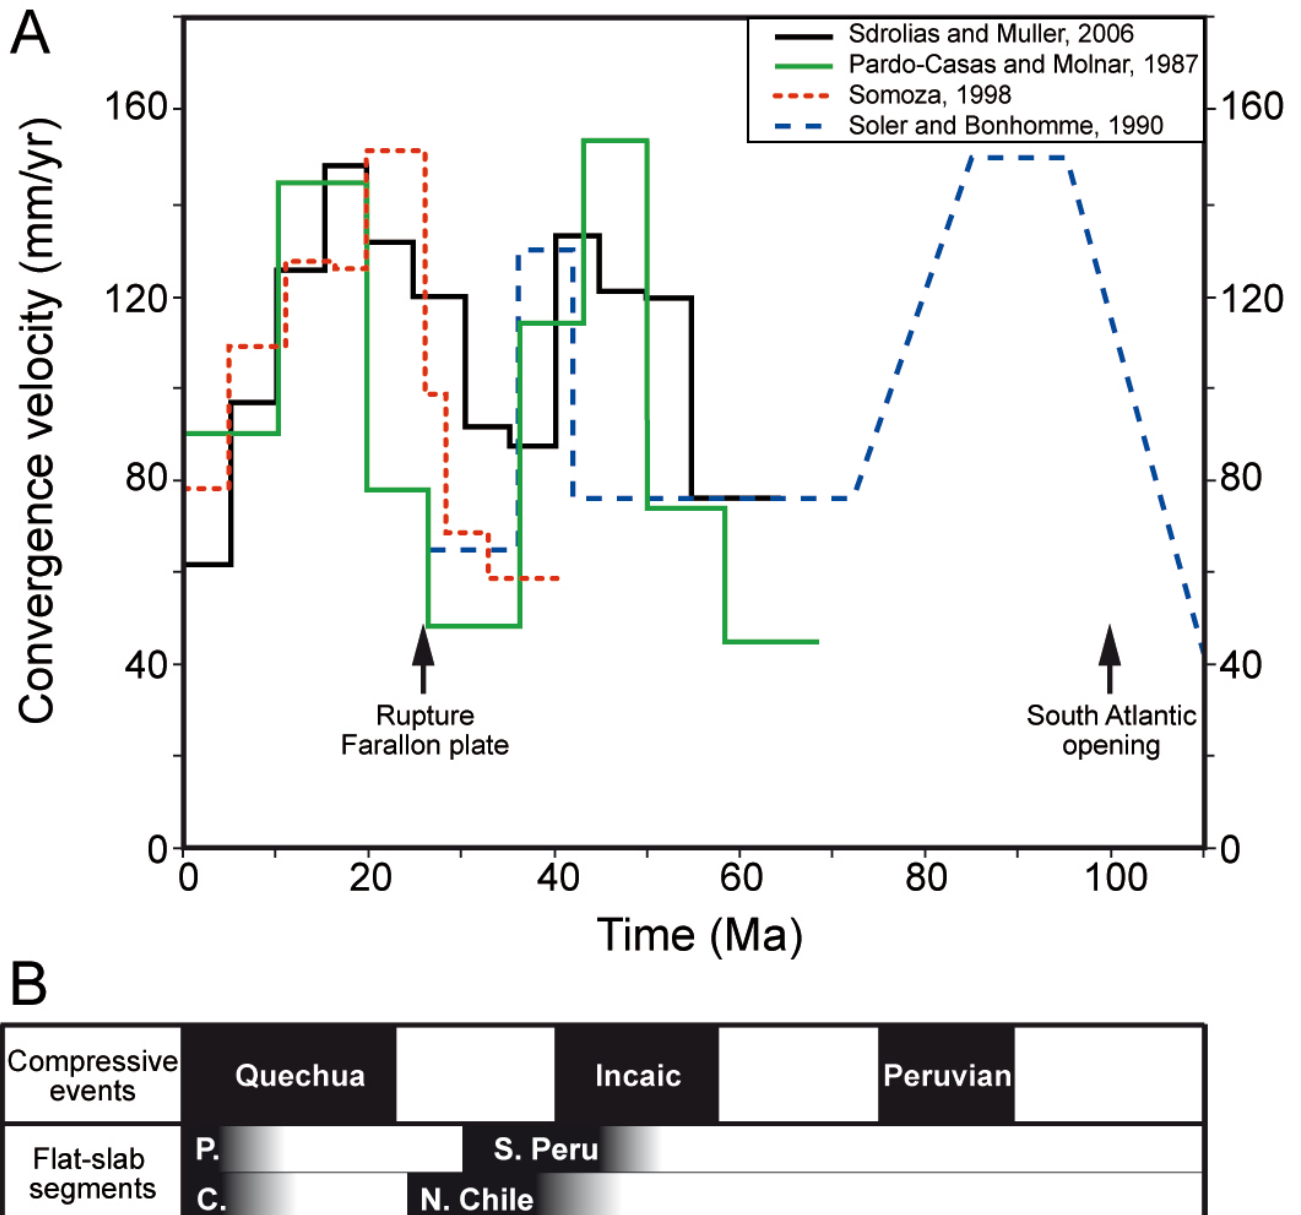 A
Sdrolias and Muller, 2006
Pardo-Casas and Molnar, 1987
Somoza, 1998
Soler and Bonhomme, 1990
Convergence velocity (mm/yr)
160
120
80
40
0
160
120
80
40
0
Rupture
Farallon plate
South Atlantic
opening
0 20 40 60 80 100
Time (Ma)
B
Compressive
events
Quechua Incaic Peruvian
Flat-slab
segments
P. S. Peru
C. N. Chile